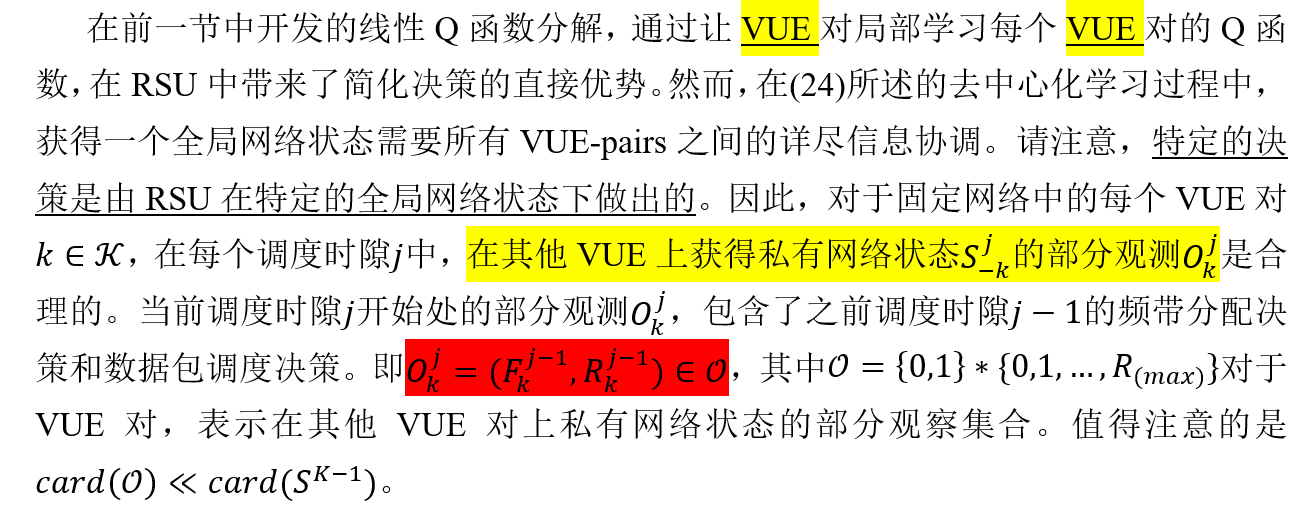 在前一节中开发的线性 Q 函数分解，通过让 VUE 对局部学习每个 VUE 对的 Q 函
数，在 RSU 中带来了简化决策的直接优势。然而，在(24)所述的去中心化学习过程中，
获得一个全局网络状态需要所有 VUE-pairs 之间的详尽信息协调。请注意，特定的决
策是由 RSU 在特定的全局网络状态下做出的。因此，对于固定网络中的每个 VUE 对
$k \in \mathcal{K}$，在每个调度时隙$j$中，在其他 VUE 上获得私有网络状态$S_{-k}^{j}$的部分观测$O_k^j$是合
理的。当前调度时隙$j$开始处的部分观测$O_k^j$，包含了之前调度时隙$j-1$的频带分配决
策和数据包调度决策。即$O_k^j = (F_k^{j-1}, R_k^{j-1}) \in \mathcal{O}$，其中$\mathcal{O} = \{0,1\} * \{0,1, \dots, R_{(max)}\}$对于
VUE 对，表示在其他 VUE 对上私有网络状态的部分观察集合。值得注意的是
$card(\mathcal{O}) \ll card(S^{K-1})$。